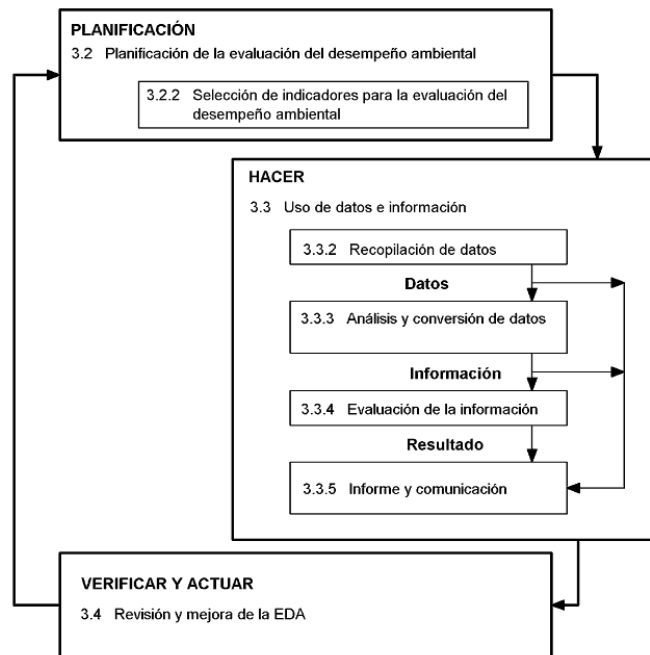 PLANIFICACIÓN
3.2 Planificación de la evaluación del desempeño ambiental
3.2.2 Selección de indicadores para la evaluación del
desempeño ambiental
HACER
3.3 Uso de datos e información
3.3.2 Recopilación de datos
Datos
3.3.3 Análisis y conversión de datos
Información
3.3.4 Evaluación de la información
Resultado
3.3.5 Informe y comunicación
VERIFICAR Y ACTUAR
3.4 Revisión y mejora de la EDA